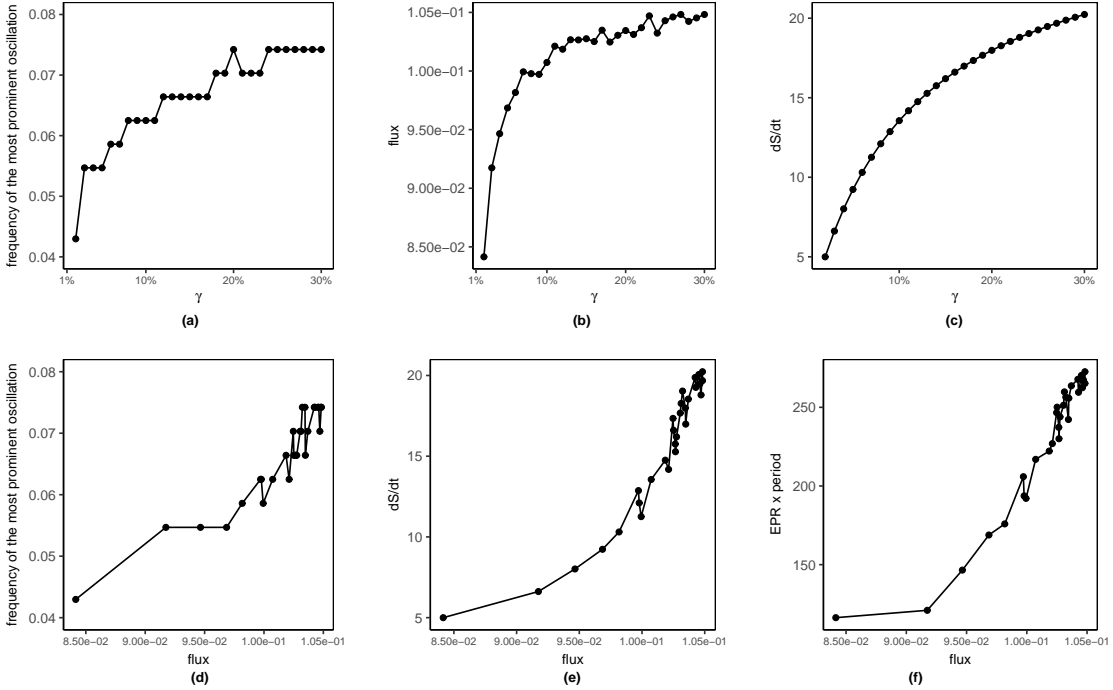 frequency of the most prominent oscillation
0.08
0.07
0.06
0.05
0.04
1%
10%
20%
30%
γ
(a)
flux
1.05e−01
1.00e−01
9.50e−02
9.00e−02
8.50e−02
1%
10%
20%
30%
γ
(b)
dS/dt
20
15
10
5
10%
20%
30%
γ
(c)
frequency of the most prominent oscillation
0.08
0.07
0.06
0.05
0.04
8.50e−02
9.00e−02
9.50e−02
1.00e−01
1.05e−01
flux
(d)
dS/dt
20
15
10
5
8.50e−02
9.00e−02
9.50e−02
1.00e−01
1.05e−01
flux
(e)
EPR x period
250
200
150
8.50e−02
9.00e−02
9.50e−02
1.00e−01
1.05e−01
flux
(f)